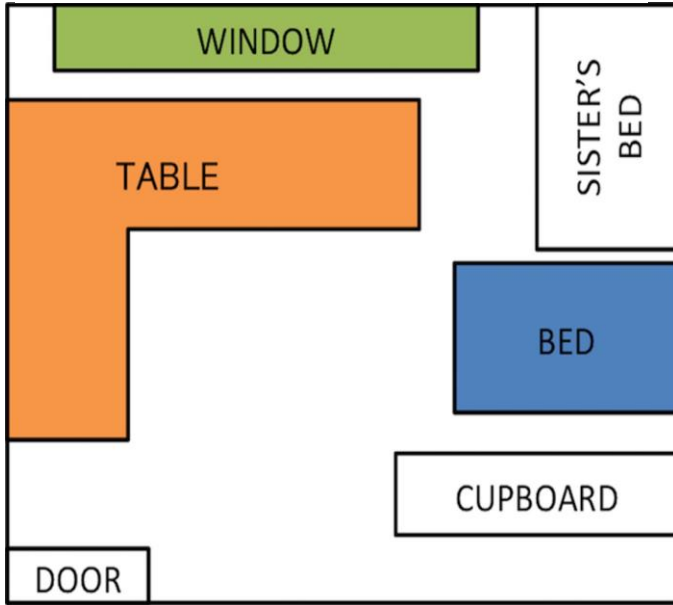 WINDOW
SISTER'S
BED
TABLE
BED
CUPBOARD
DOOR